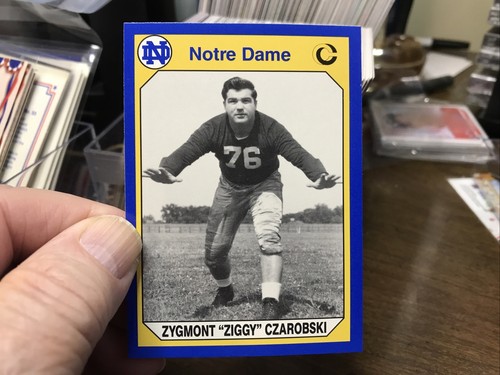 ND
Notre Dame
C
76
ZYGMONT "ZIGGY" CZAROBSKI